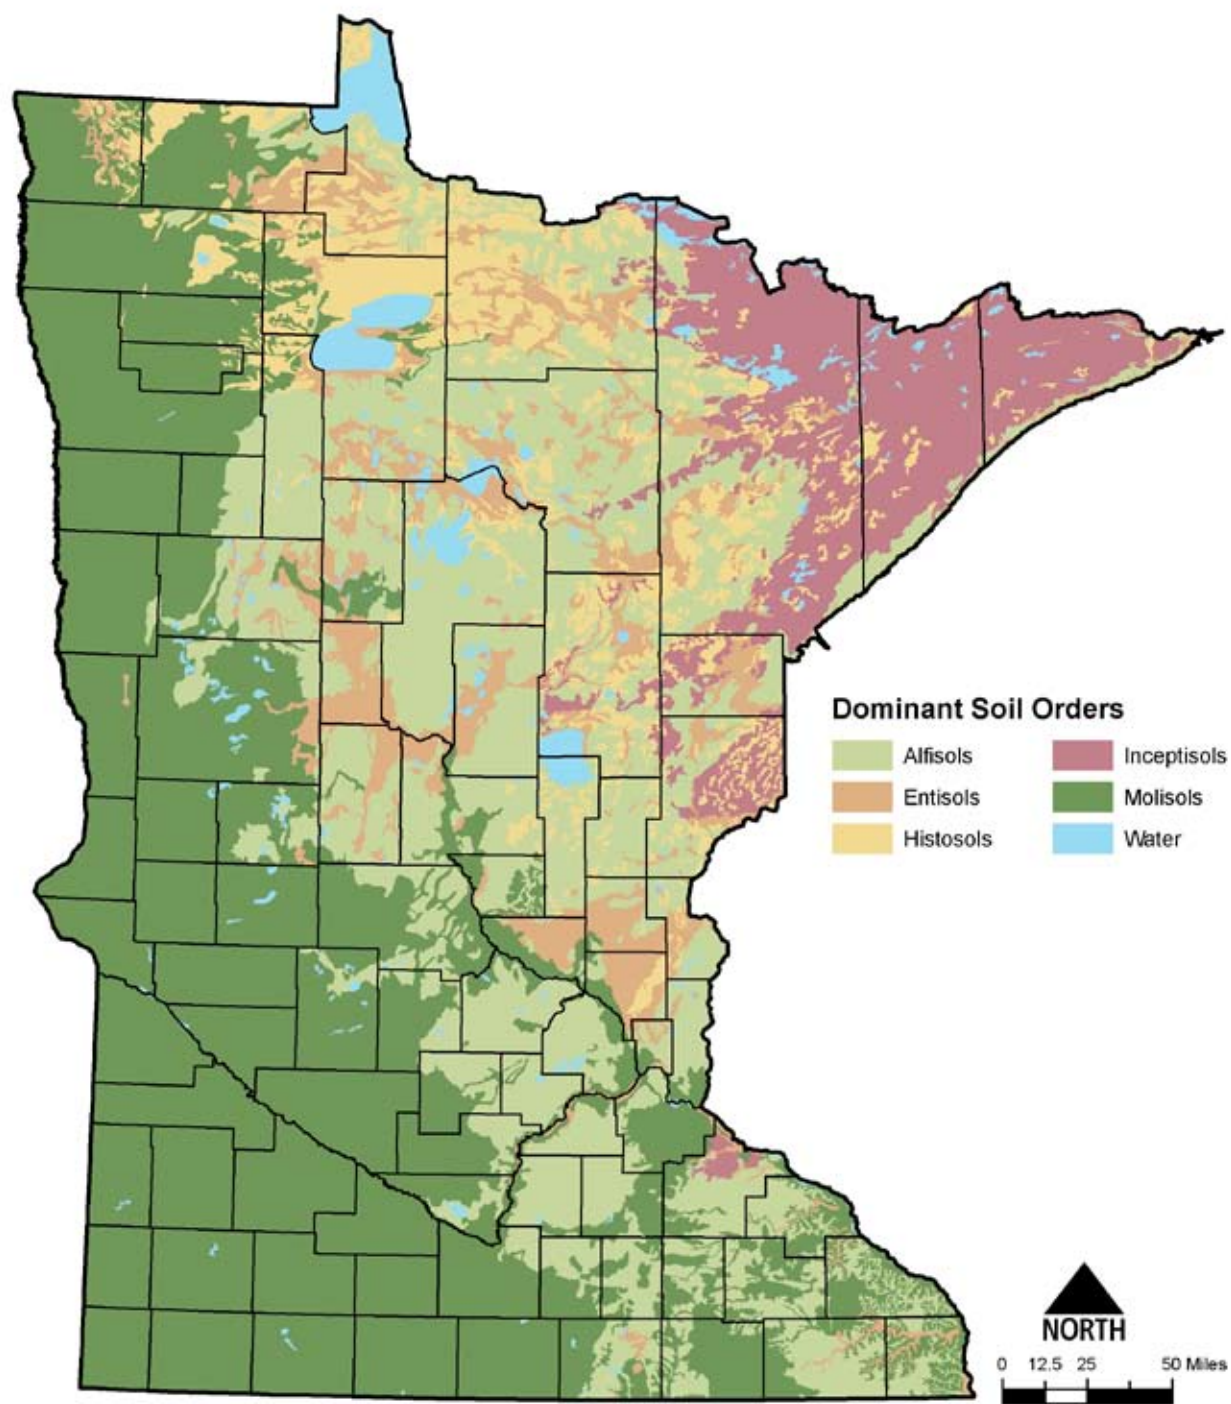 Dominant Soil Orders
Alfisols
Inceptisols
Entisols
Molisols
Histosols
Water
NORTH
0 12.5 25 50 Miles